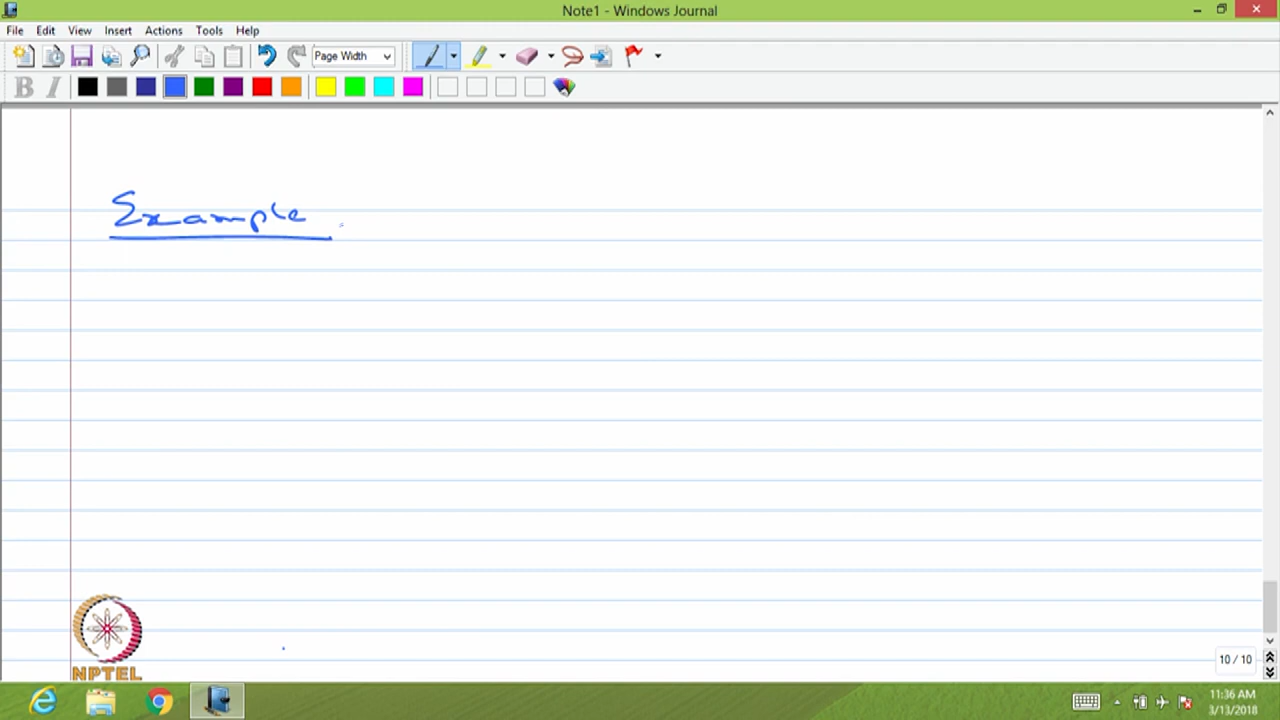 Note1 - Windows Journal
File Edit View Insert Actions Tools Help
Page Width
B I
Example
10 / 10
NPTEL
11:36 AM
3/13/2018